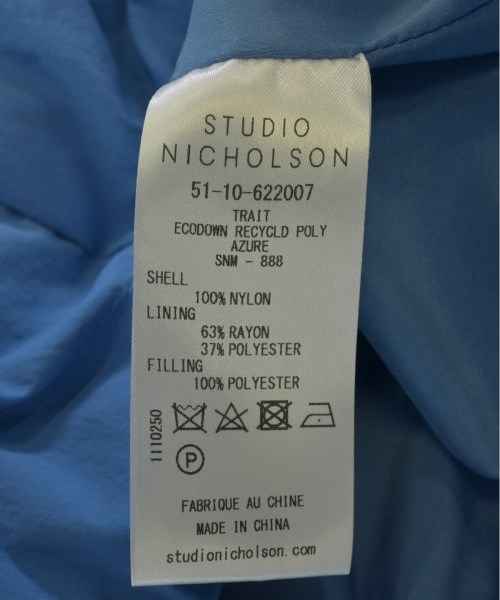 STUDIO
NICHOLSON
51-10-622007
TRAIT
ECODOWN RECYCLD POLY
AZURE
SNM - 888
SHELL
100% NYLON
LINING
63% RAYON
37% POLYESTER
FILLING
100% POLYESTER
1110250
P
FABRIQUE AU CHINE
MADE IN CHINA
studionicholson.com